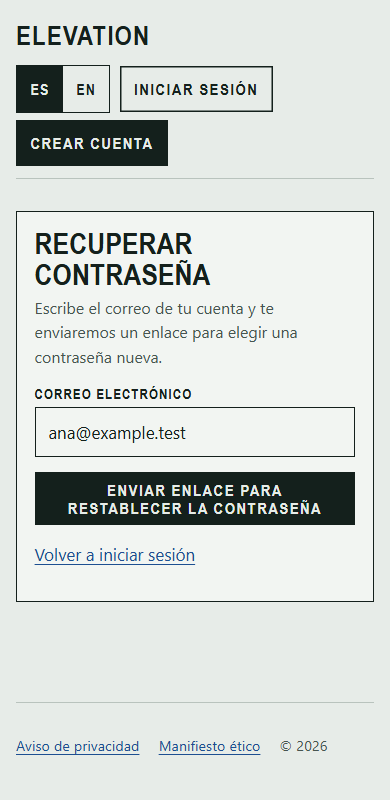 ELEVATION
ES EN INICIAR SESIÓN
CREAR CUENTA
RECUPERAR
CONTRASEÑA
Escribe el correo de tu cuenta y te
enviaremos un enlace para elegir una
contraseña nueva.
CORREO ELECTRÓNICO
ana@example.test
ENVIAR ENLACE PARA
RESTABLECER LA CONTRASEÑA
Volver a iniciar sesión
Aviso de privacidad Manifiesto ético © 2026